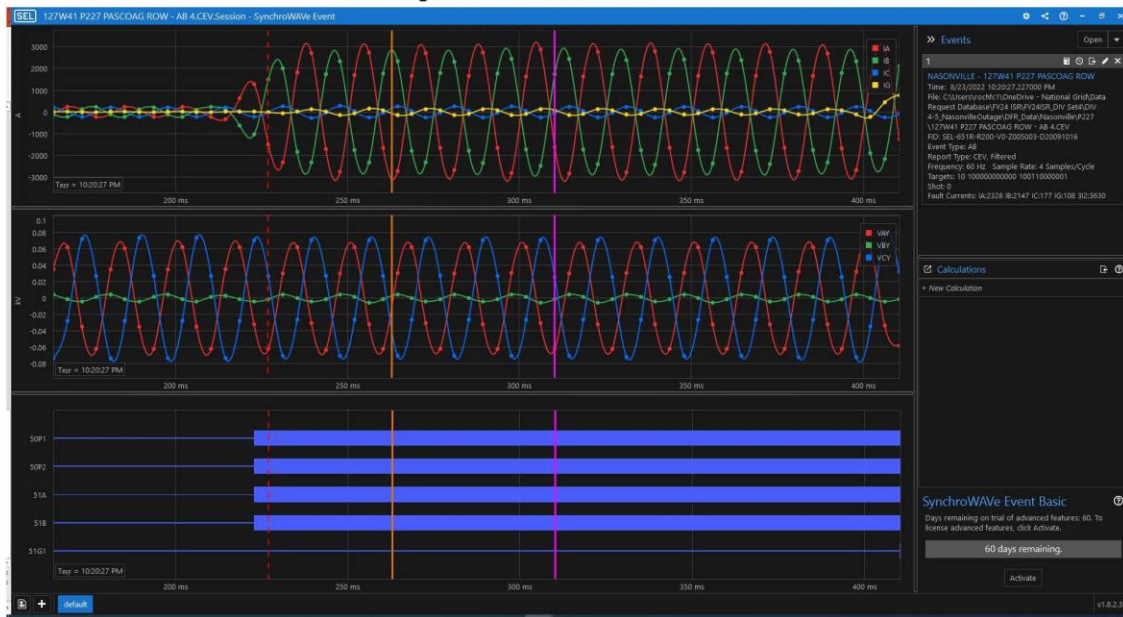 SEL 127W41 P227 PASCOAG ROW - AB 4.CEV.Session - SynchroWAVe Event
3000
2000
1000
0
-1000
-2000
-3000
A
IA
IB
IC
IG
TREF = 10:20:27 PM
200 ms
250 ms
300 ms
350 ms
400 ms
0.1
0.08
0.06
0.04
0.02
0
-0.02
-0.04
-0.06
-0.08
kV
VAY
VBY
VCY
TREF = 10:20:27 PM
200 ms
250 ms
300 ms
350 ms
400 ms
50P1
50P2
51A
51B
51G1
TREF = 10:20:27 PM
200 ms
250 ms
300 ms
350 ms
400 ms
default
» Events
Open
1
NASONVILLE - 127W41 P227 PASCOAG ROW
Time: 8/23/2022 10:20:27.227000 PM
File: C:\Users\rochfc1\OneDrive - National Grid\Data
Request Database\FY24 ISR\FY24ISR_DIV Set4\DIV
4-5_NasonvilleOutage\DFR_Data\Nasonville\P227
\127W41 P227 PASCOAG ROW - AB 4.CEV
FID: SEL-651R-R200-V0-Z005003-D20091016
Event Type: AB
Report Type: CEV, Filtered
Frequency: 60 Hz Sample Rate: 4 Samples/Cycle
Targets: 10 100000000000 100110000001
Shot: 0
Fault Currents: IA:2328 IB:2147 IC:177 IG:108 3I2:3630
Calculations
+ New Calculation
SynchroWAVe Event Basic
Days remaining on trial of advanced features: 60. To
license advanced features, click Activate.
60 days remaining.
Activate
v1.8.2.3